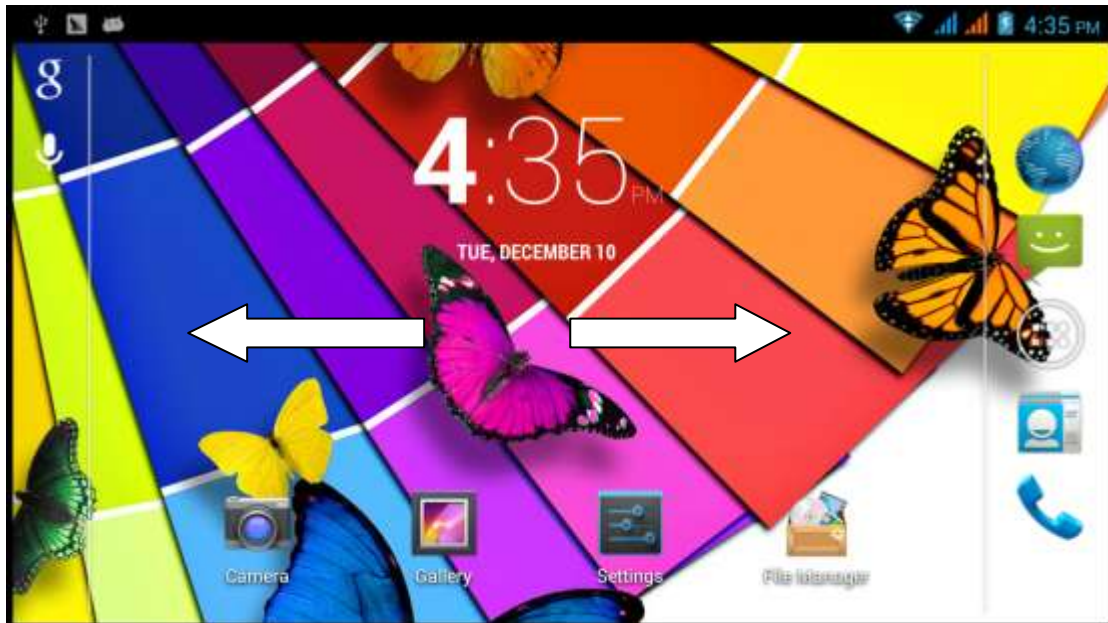 4:35 PM
g
4:35 PM
TUE, DECEMBER 10
Camera
Gallery
Settings
File Manager